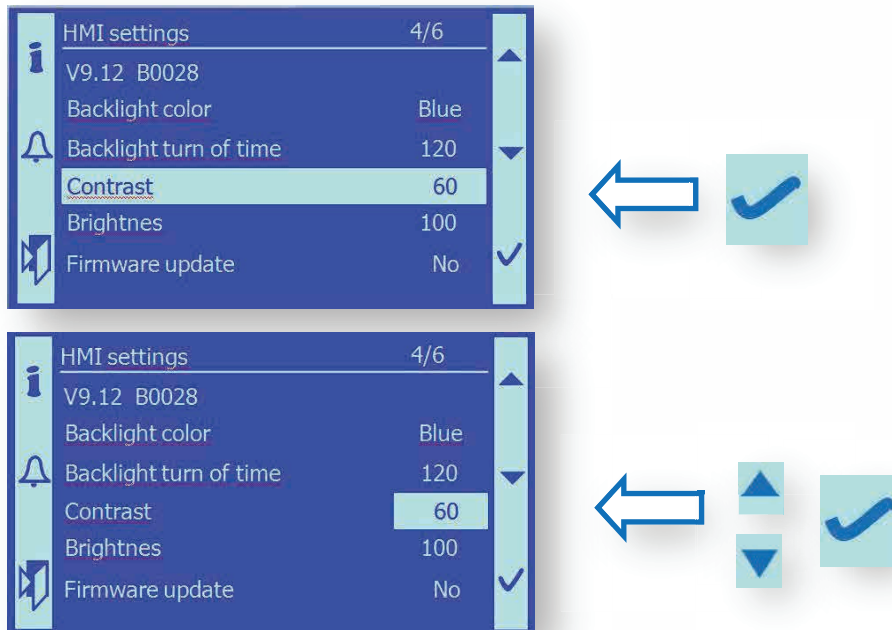 HMI settings 4/6
V9.12 B0028
Backlight color Blue
Backlight turn of time 120
Contrast 60
Brightnes 100
Firmware update No
HMI settings 4/6
V9.12 B0028
Backlight color Blue
Backlight turn of time 120
Contrast 60
Brightnes 100
Firmware update No